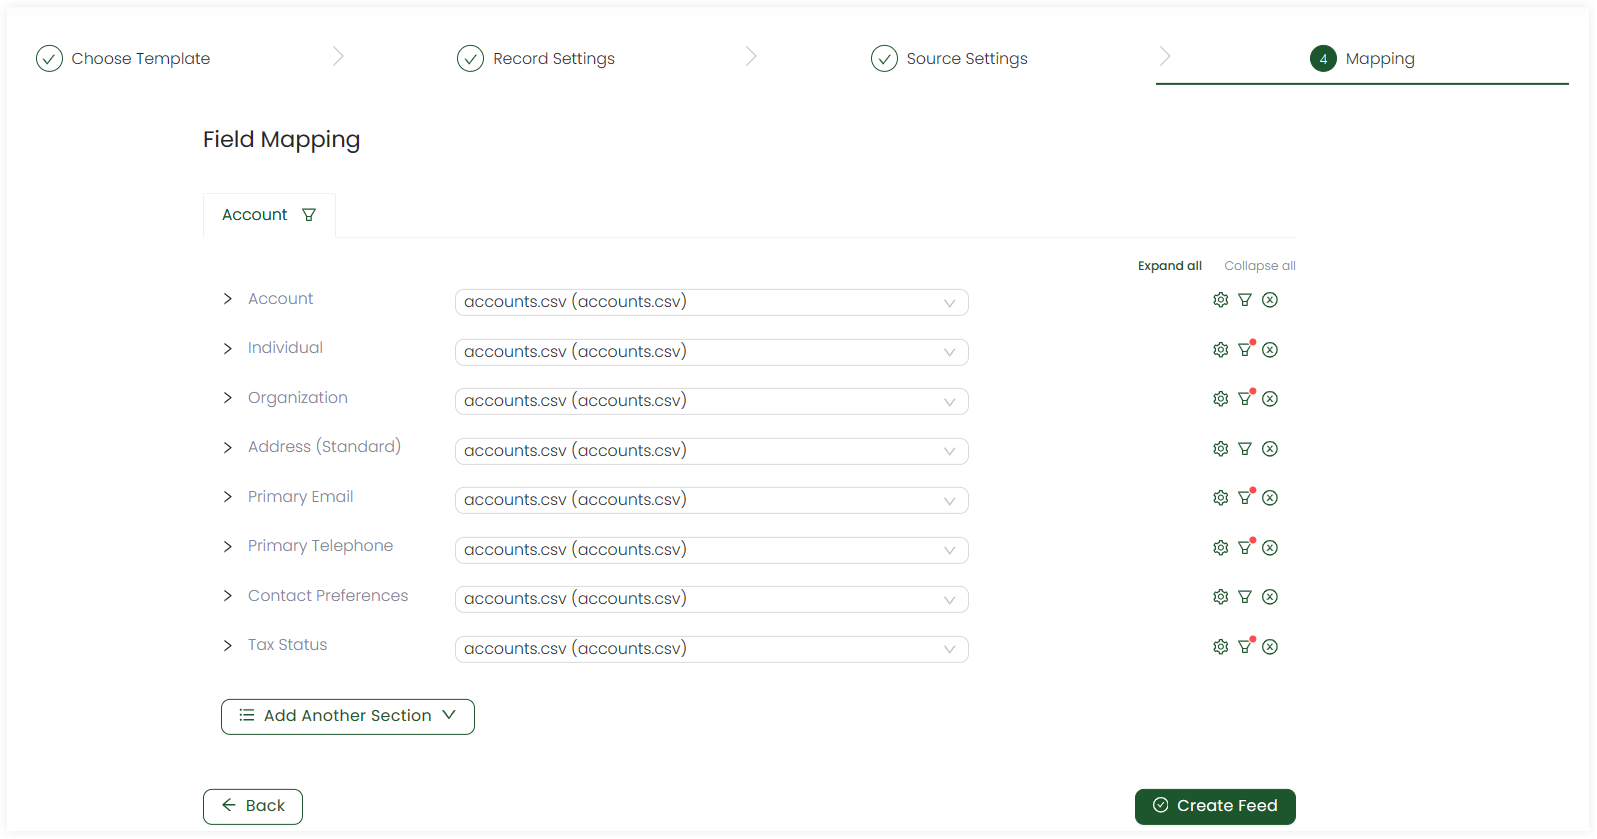 Choose Template
Record Settings
Source Settings
4 Mapping
Field Mapping
Account
Expand all Collapse all
Account accounts.csv (accounts.csv)
Individual accounts.csv (accounts.csv)
Organization accounts.csv (accounts.csv)
Address (Standard) accounts.csv (accounts.csv)
Primary Email accounts.csv (accounts.csv)
Primary Telephone accounts.csv (accounts.csv)
Contact Preferences accounts.csv (accounts.csv)
Tax Status accounts.csv (accounts.csv)
Add Another Section
Back
Create Feed